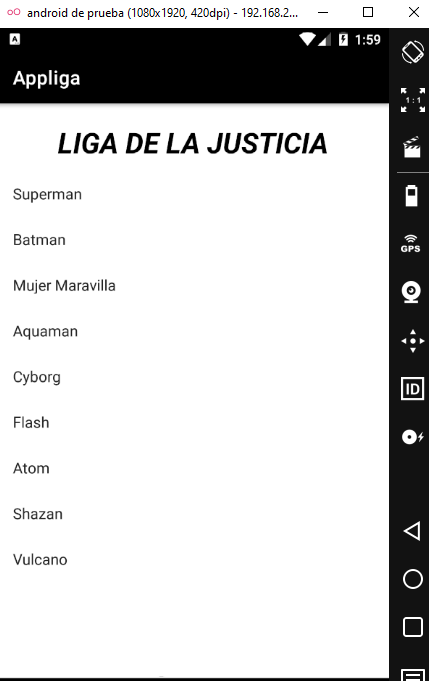 android de prueba (1080x1920, 420dpi) - 192.168.2...
A
1:59
Appliga
1 : 1
LIGA DE LA JUSTICIA
Superman
Batman
GPS
Mujer Maravilla
Aquaman
Cyborg
ID
Flash
Atom
Shazan
Vulcano